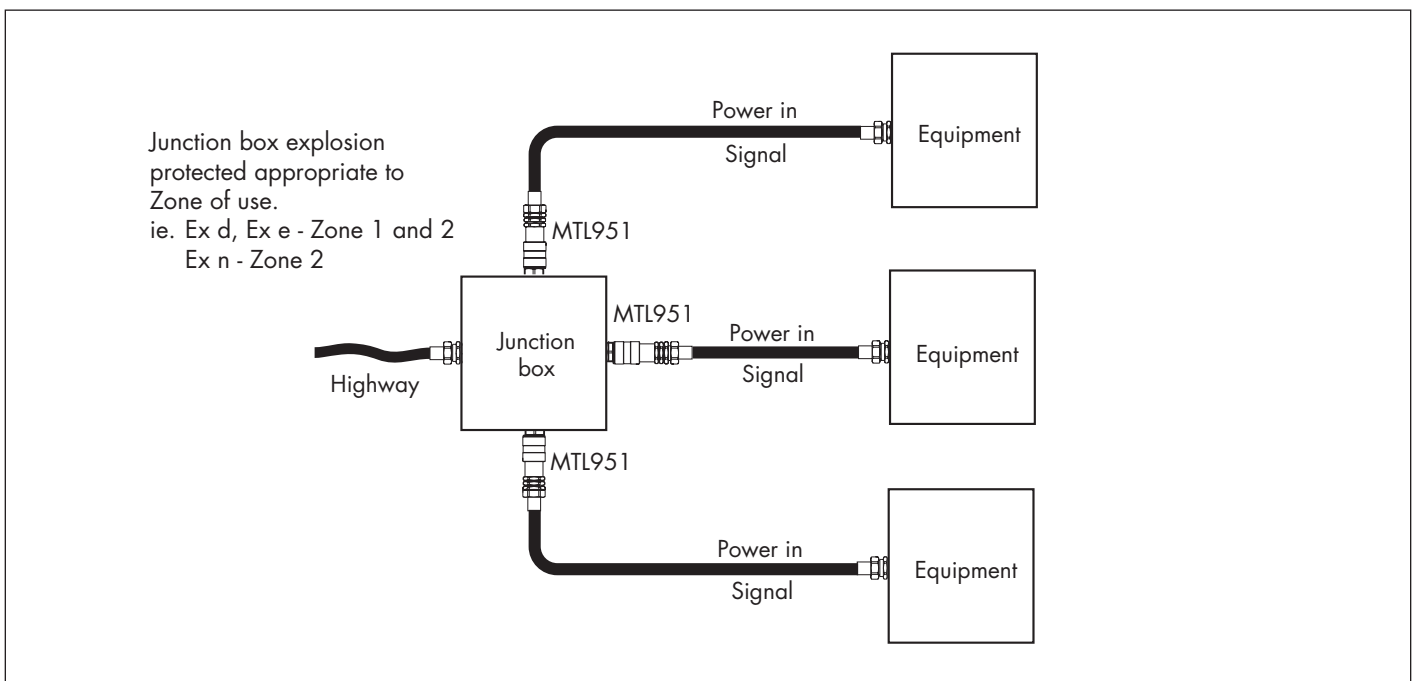 Power in
Signal
Equipment
Junction box explosion
protected appropriate to
Zone of use.
ie. Ex d, Ex e - Zone 1 and 2
Ex n - Zone 2
MTL951
MTL951
Power in
Signal
Equipment
Junction
box
Highway
MTL951
Power in
Signal
Equipment